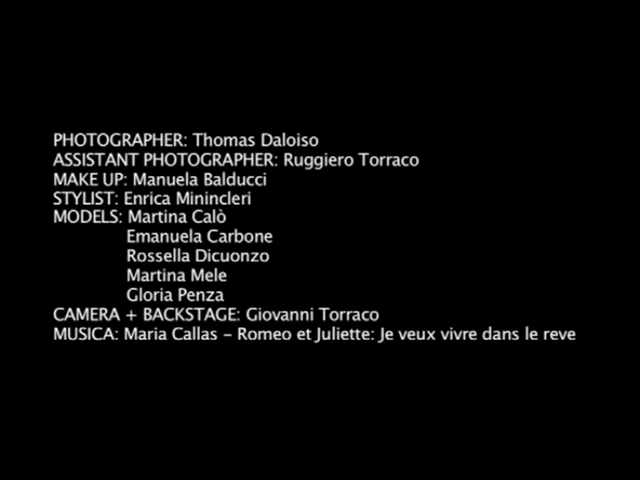 PHOTOGRAPHER: Thomas Daloiso
ASSISTANT PHOTOGRAPHER: Ruggiero Torraco
MAKE UP: Manuela Balducci
STYLIST: Enrica Minincleri
MODELS: Martina Calò
Emanuela Carbone
Rossella Dicuonzo
Martina Mele
Gloria Penza
CAMERA + BACKSTAGE: Giovanni Torraco
MUSICA: Maria Callas – Romeo et Juliette: Je veux vivre dans le reve